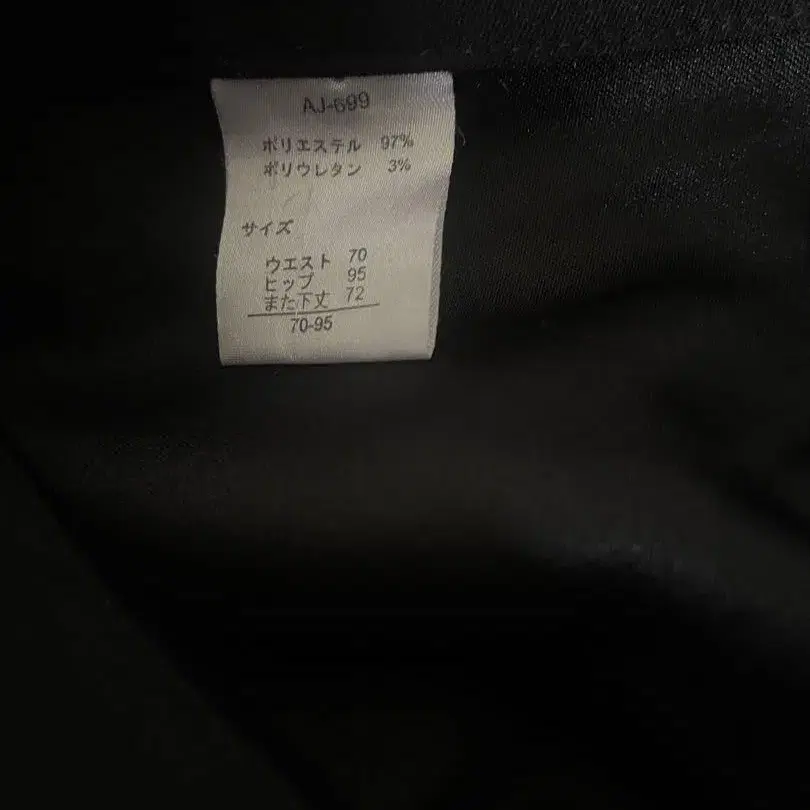 AJ-699
ポリエステル 97%
ポリウレタン 3%
サイズ
ウエスト 70
ヒップ 95
また下丈 72
70-95